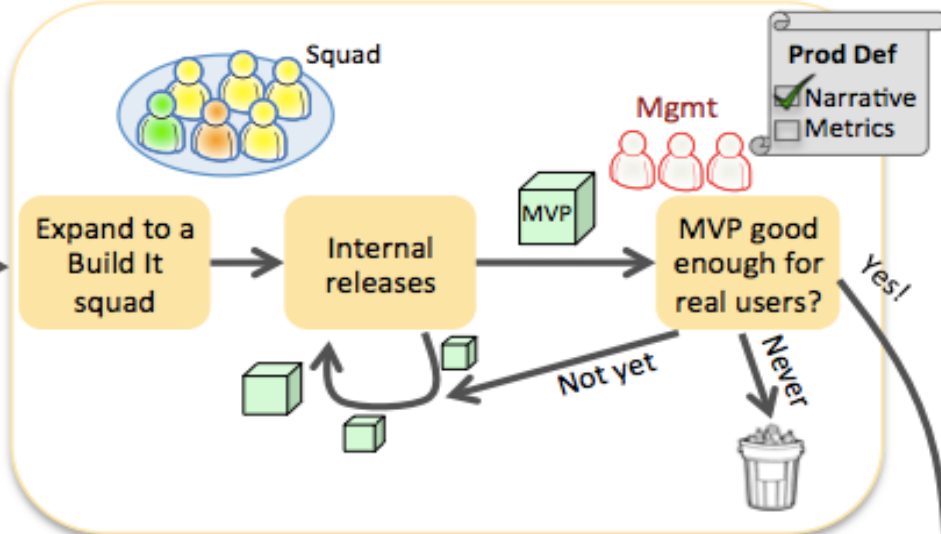 Squad
Prod Def
Narrative
Metrics
Mgmt
MVP
Expand to a
Build It
squad
Internal
releases
MVP good
enough for
real users?
Yes!
Not yet
Never